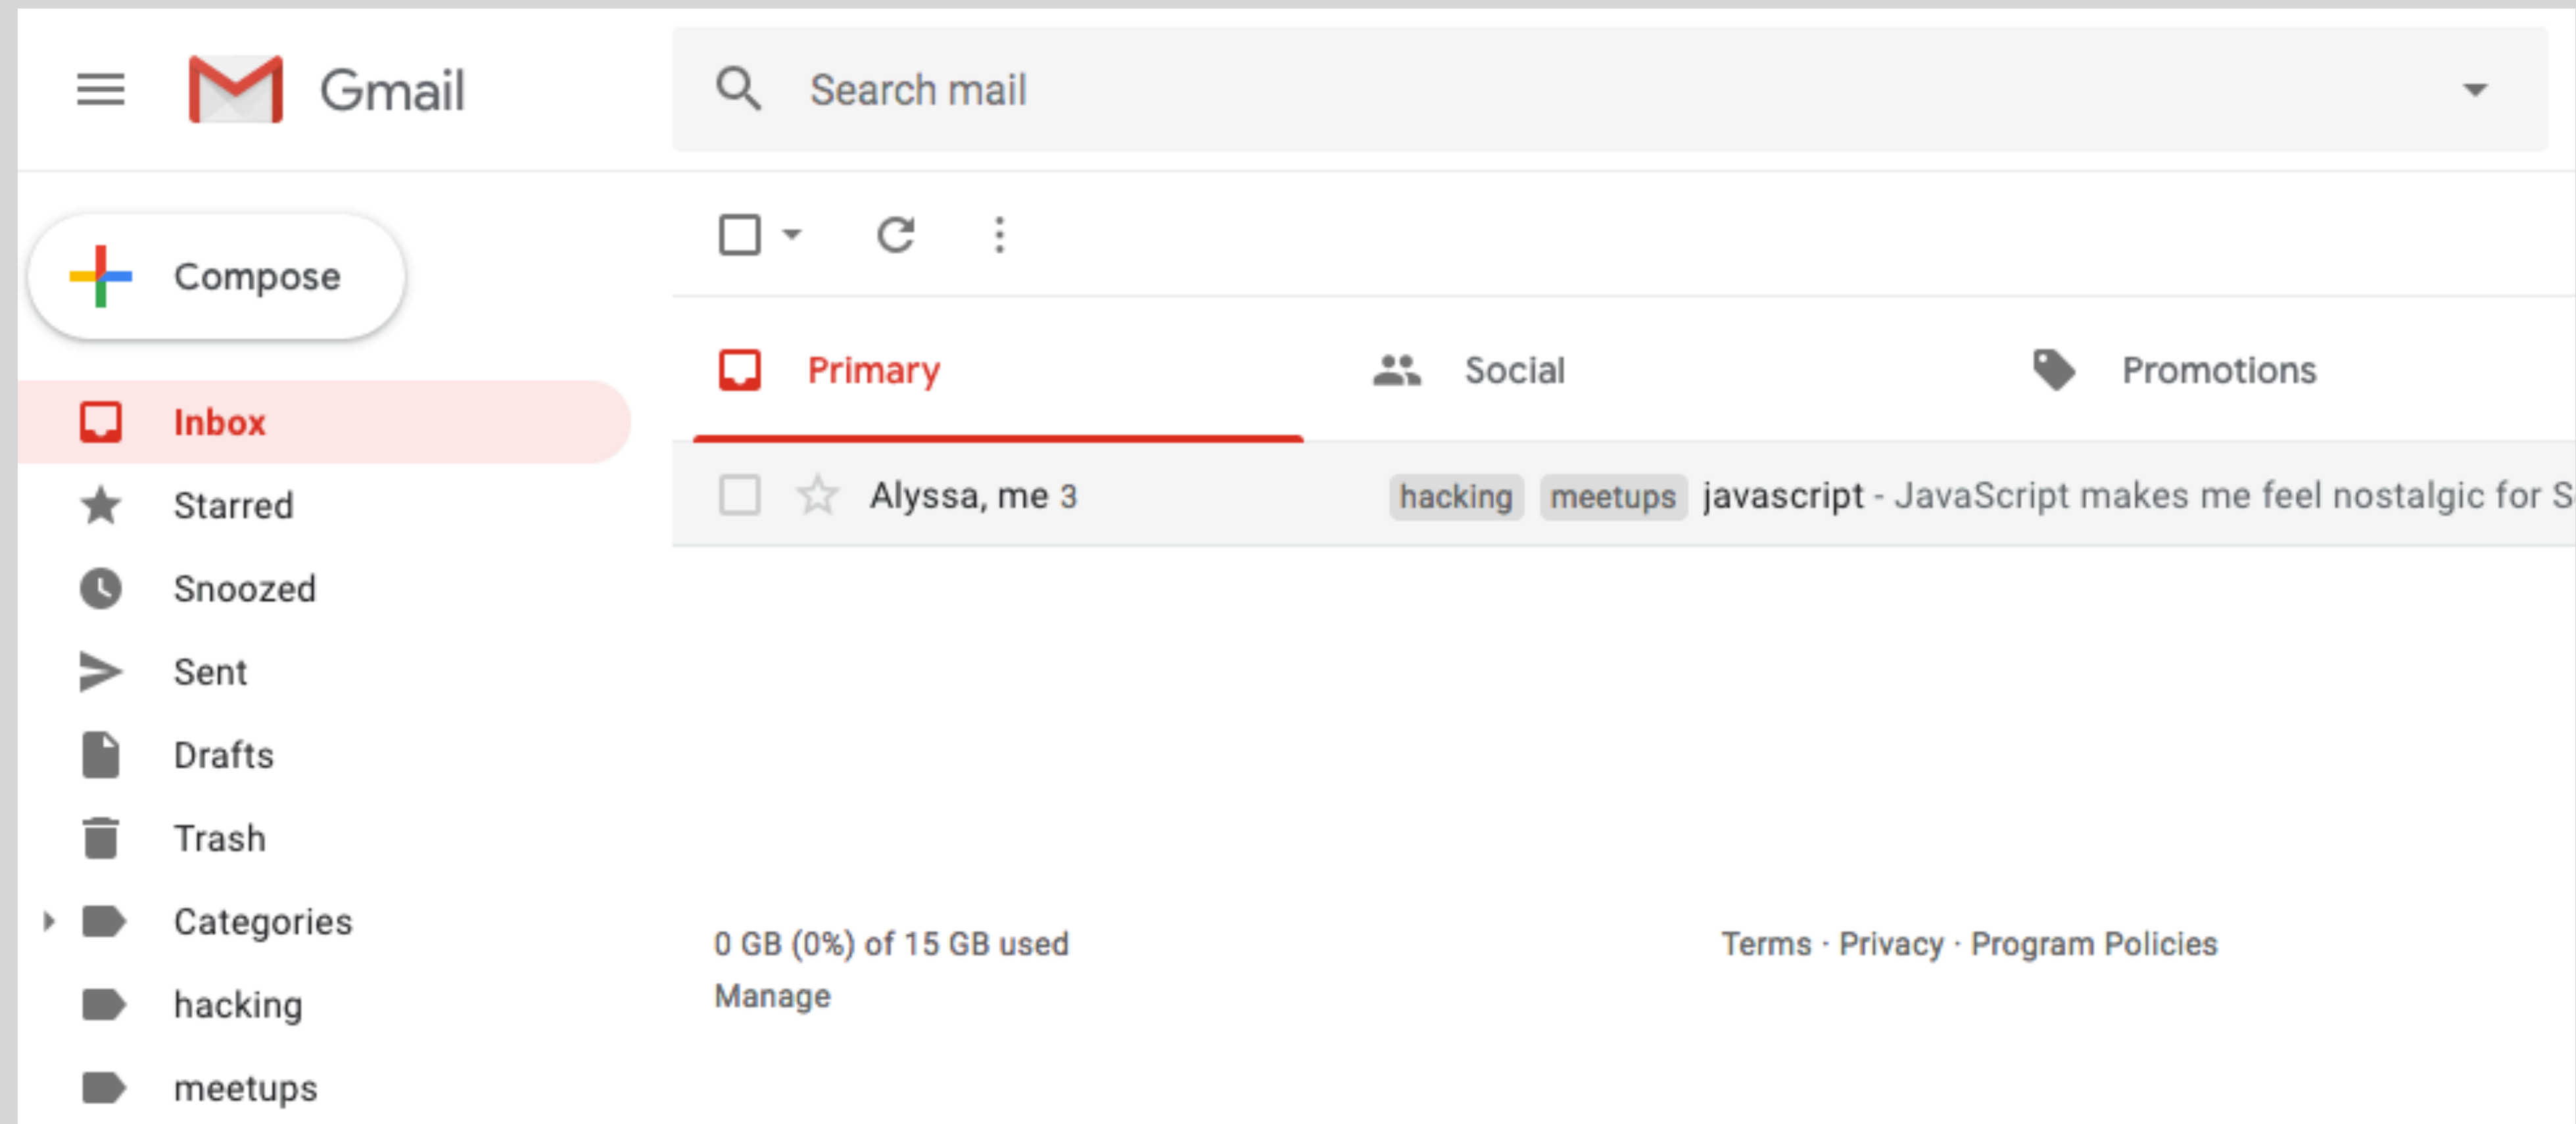 Gmail
Search mail
Compose
Primary
Social
Promotions
Inbox
Alyssa, me 3
hacking meetups javascript - JavaScript makes me feel nostalgic for S
Starred
Snoozed
Sent
Drafts
Trash
Categories
hacking
meetups
0 GB (0%) of 15 GB used
Manage
Terms · Privacy · Program Policies